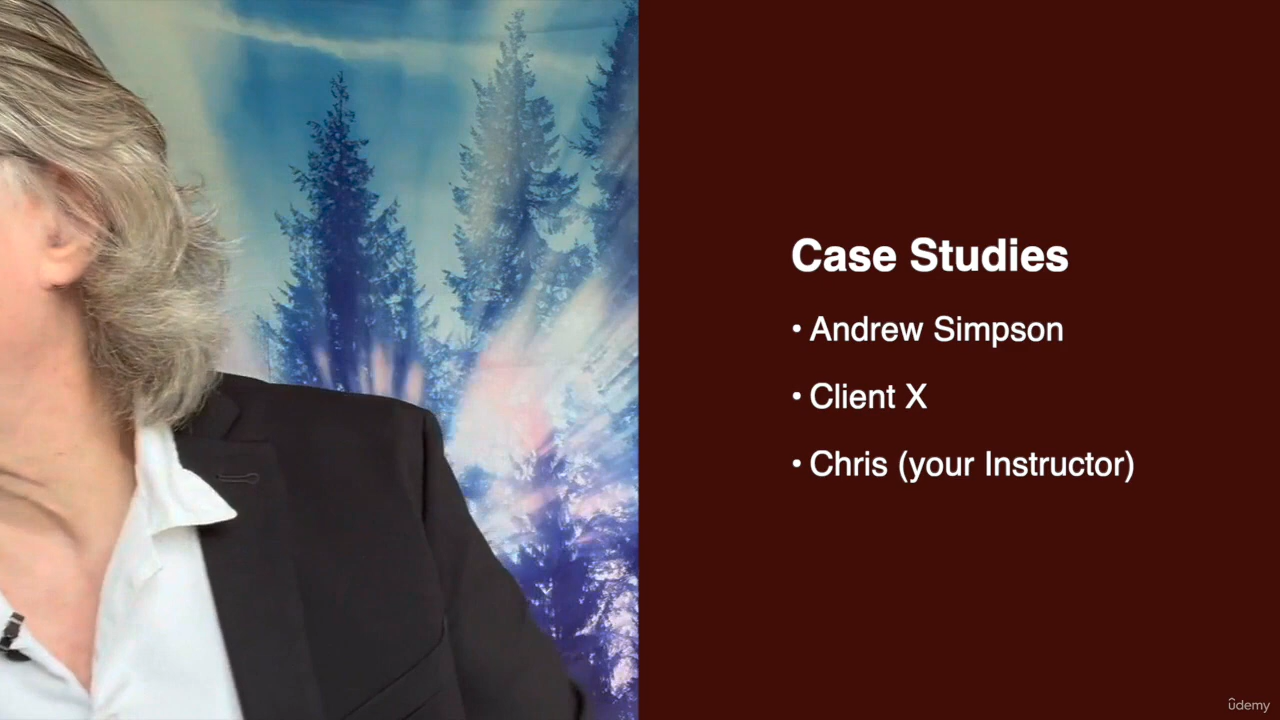 Case Studies
• Andrew Simpson
• Client X
• Chris (your Instructor)
ûdemy